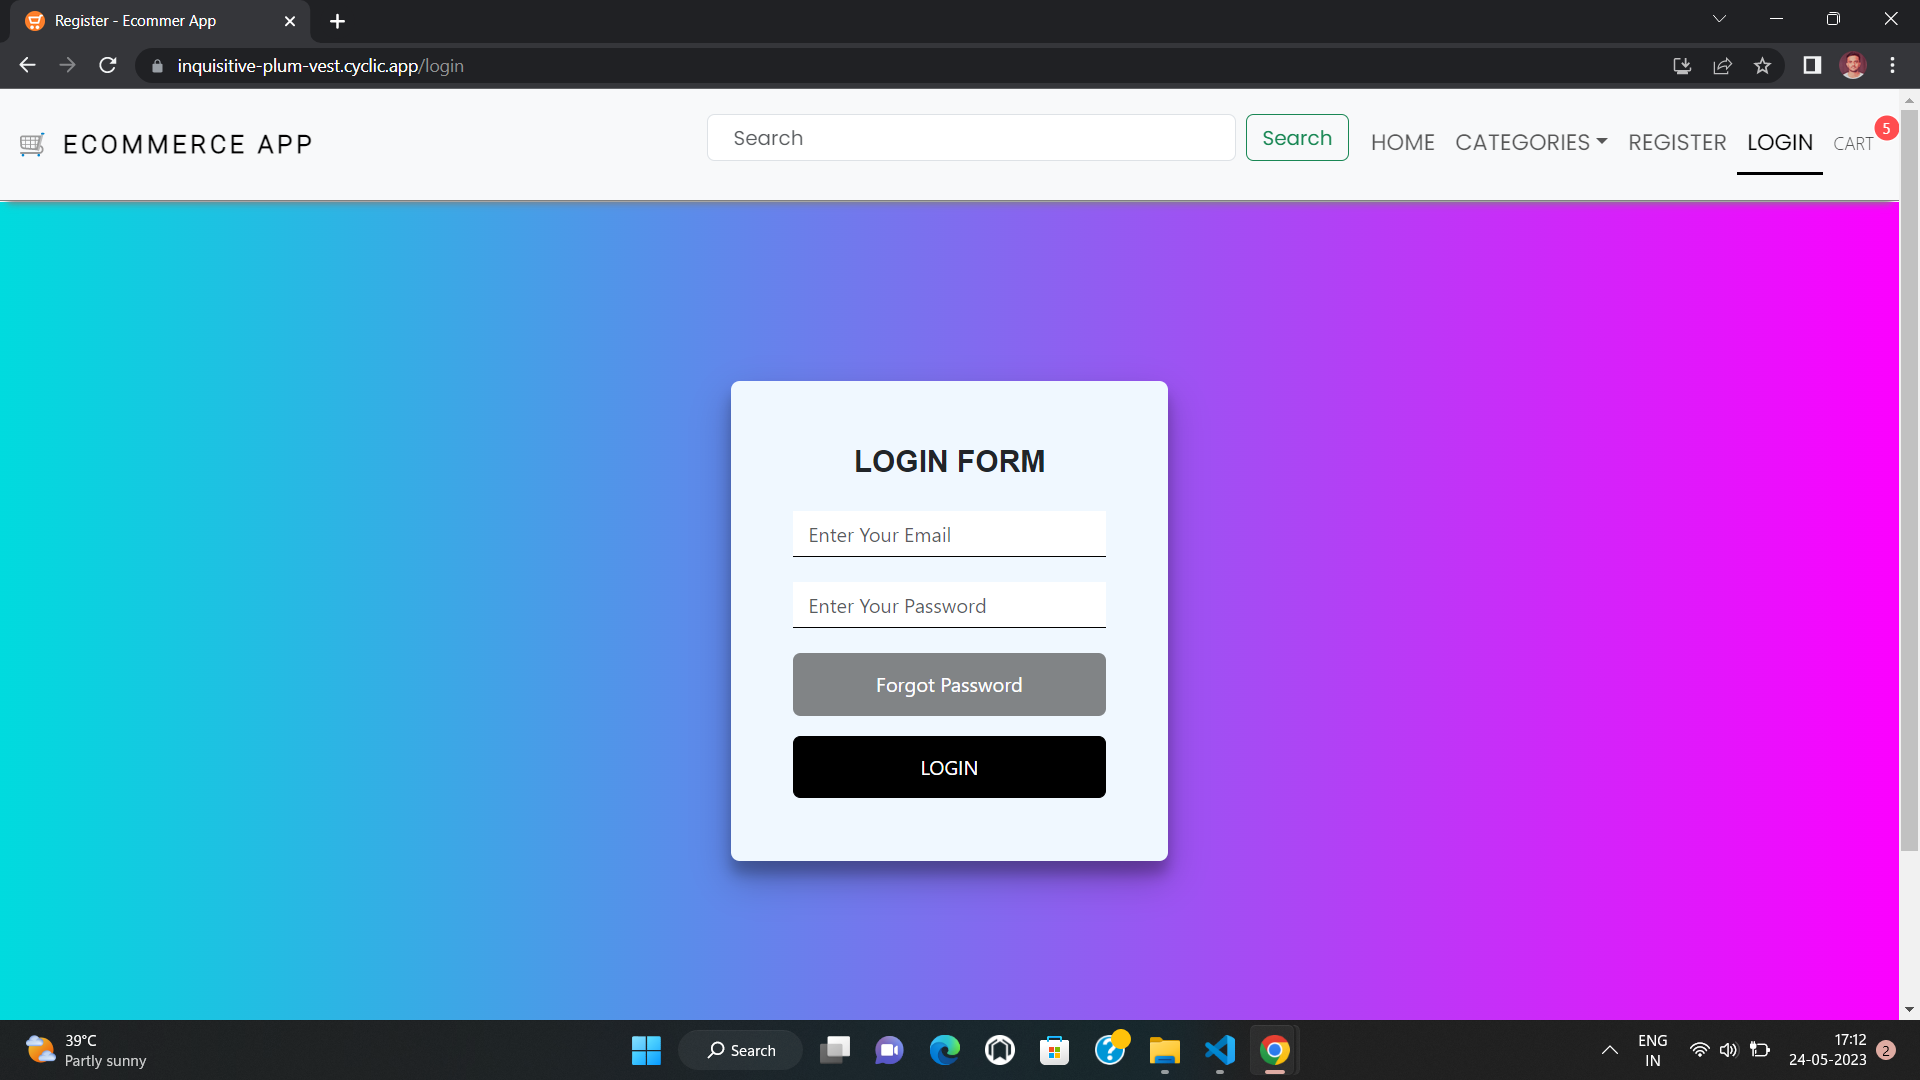 Register - Ecommer App
inquisitive-plum-vest.cyclic.app/login
ECOMMERCE APP
Search
Search
HOME
CATEGORIES
REGISTER
LOGIN
CART
5
LOGIN FORM
Enter Your Email
Enter Your Password
Forgot Password
LOGIN
39°C
Partly sunny
Search
ENG
IN
17:12
24-05-2023
2